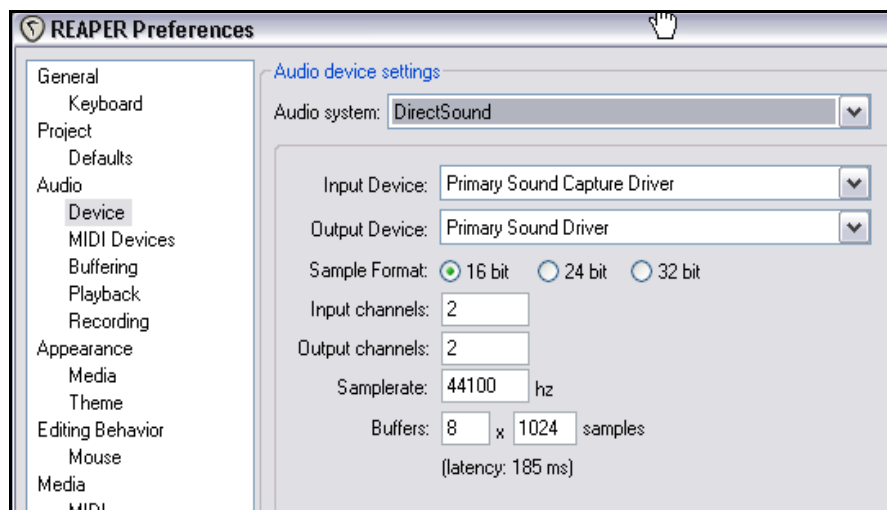 REAPER Preferences
General
Keyboard
Project
Defaults
Audio
Device
MIDI Devices
Buffering
Playback
Recording
Appearance
Media
Theme
Editing Behavior
Mouse
Media
MIDI
Audio device settings
Audio system: DirectSound
Input Device: Primary Sound Capture Driver
Output Device: Primary Sound Driver
Sample Format: 16 bit 24 bit 32 bit
Input channels: 2
Output channels: 2
Samplerate: 44100 hz
Buffers: 8 x 1024 samples
(latency: 185 ms)